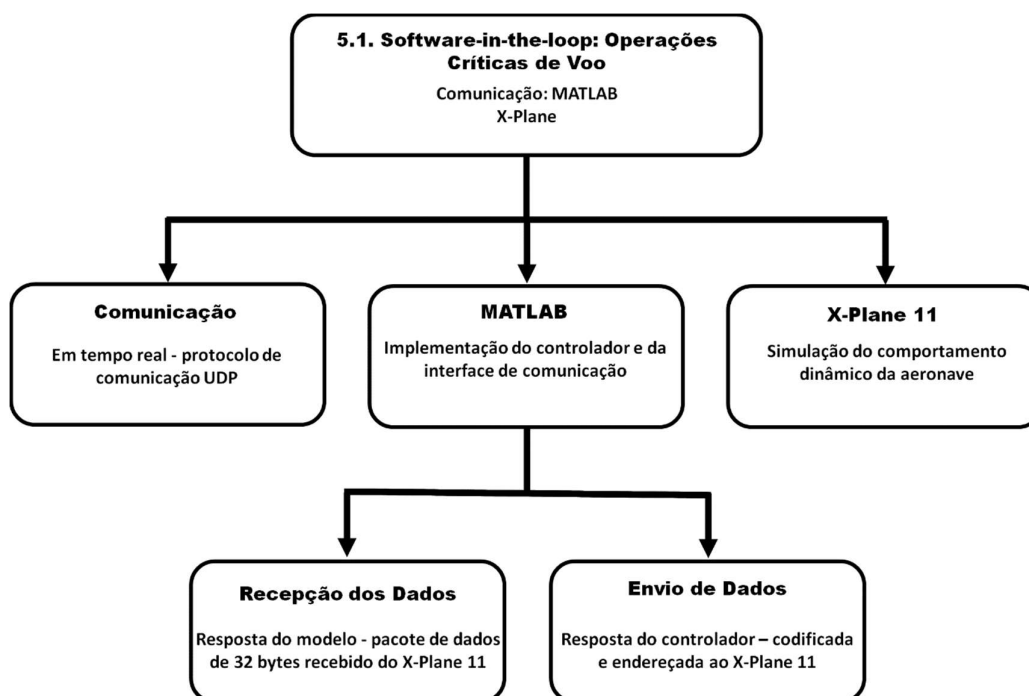 5.1. Software-in-the-loop: Operações
Críticas de Voo
Comunicação: MATLAB
X-Plane
Comunicação
Em tempo real - protocolo de
comunicação UDP
MATLAB
Implementação do controlador e da
interface de comunicação
X-Plane 11
Simulação do comportamento
dinâmico da aeronave
Recepção dos Dados
Resposta do modelo - pacote de dados
de 32 bytes recebido do X-Plane 11
Envio de Dados
Resposta do controlador – codificada
e endereçada ao X-Plane 11